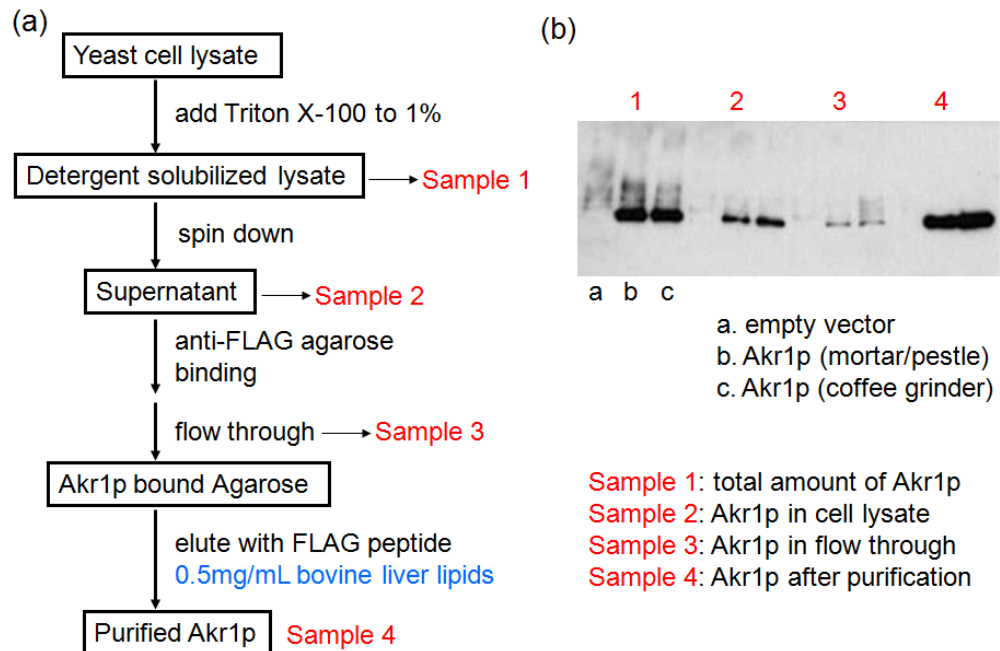 (a)
Yeast cell lysate
add Triton X-100 to 1%
Detergent solubilized lysate
Sample 1
spin down
Supernatant
Sample 2
anti-FLAG agarose
binding
flow through
Sample 3
Akr1p bound Agarose
elute with FLAG peptide
0.5mg/mL bovine liver lipids
Purified Akr1p
Sample 4
(b)
1 2 3 4
a b c
a. empty vector
b. Akr1p (mortar/pestle)
c. Akr1p (coffee grinder)
Sample 1: total amount of Akr1p
Sample 2: Akr1p in cell lysate
Sample 3: Akr1p in flow through
Sample 4: Akr1p after purification